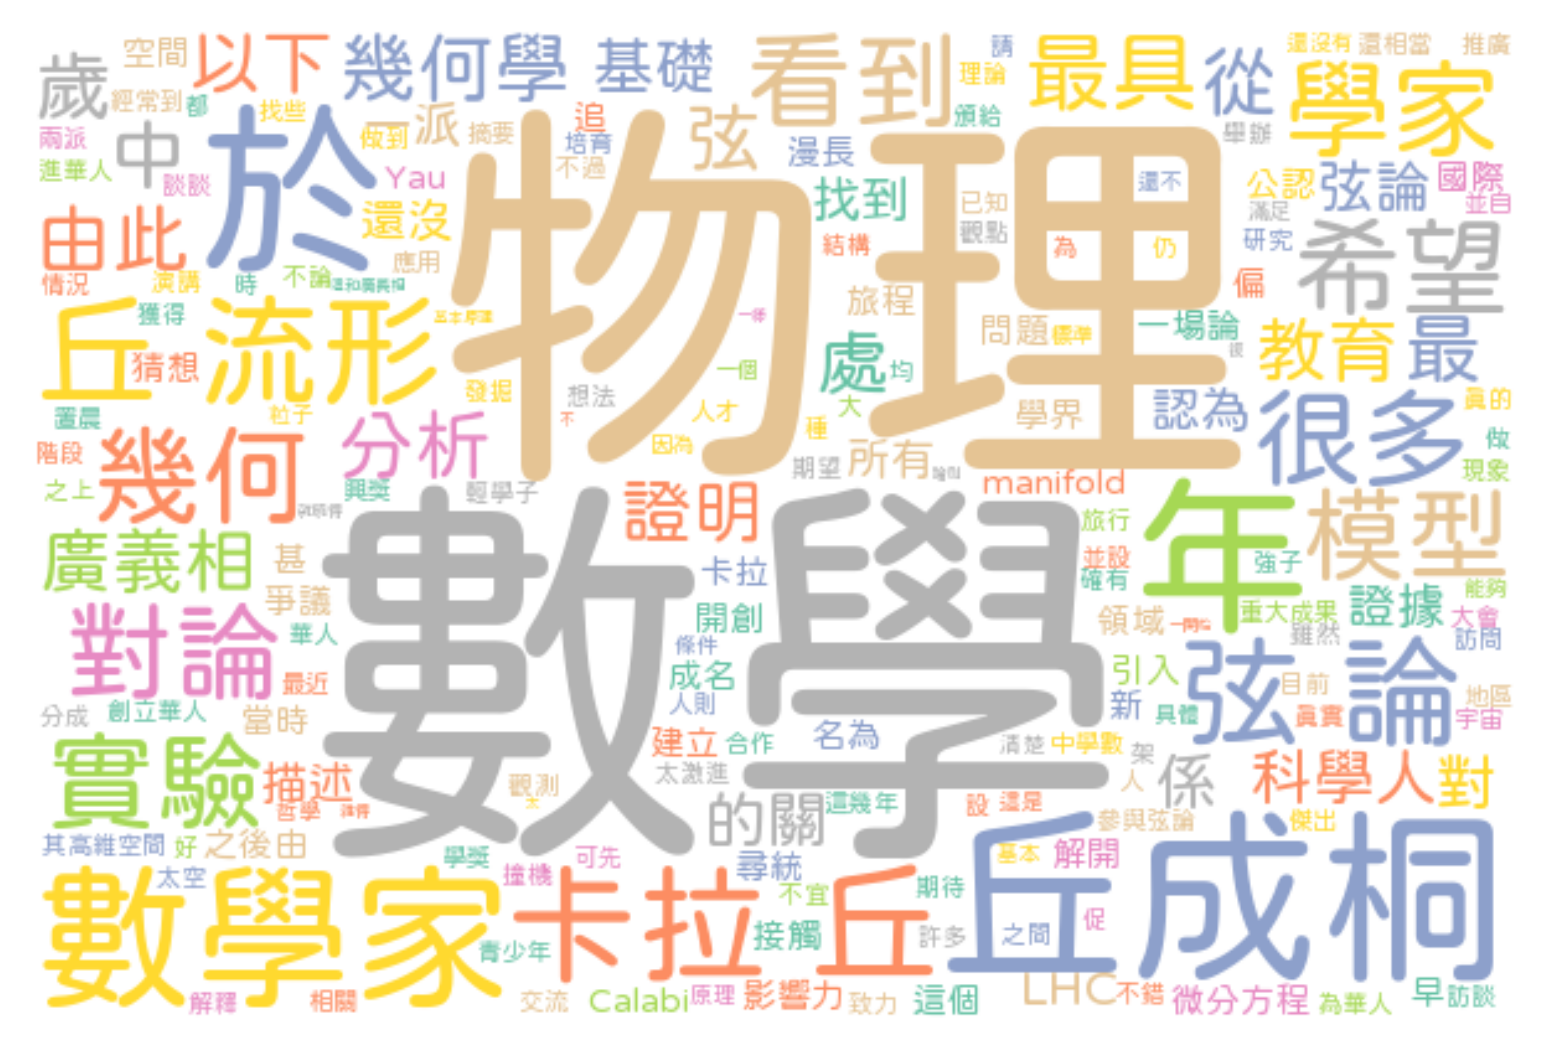 歲
空間
以下
幾何學
基礎
看到
請
最具
從
還沒有
還相當
推廣
經常到
都
找些
理論
學家
兩派
中
於
做到
一派
摘要
追
培育
弦
漫長
頒給
舉辦
進華人
談談
Yau
不過
物理
找到
已知
還不
公認
弦論
國際
並自
由此
還沒
結構
觀點
為
仍
滿足
研究
希望
情況
演講
時
不論
應用
旅程
偏
丘
獲得
流形
基本原理
問題
標準
一場論
教育
最
猜想
處
均
一個
發掘
想法
置晨
粒子
不
人才
大
種
學界
認為
很多
真的
階段
幾何
分析
因為
期望
所有
做
現象
之上
興獎
輕學子
證明
manifold
年
模型
廣義相
甚
數學
卡拉
旅行
並設
確有
強子
能夠
爭議
開創
領域
重大成果
證據
大會
對論
華人
條件
雖然
訪問
最近
成名
引入
弦論
目前
地區
分成
創立華人
當時
人則
新
具體
真實
宇宙
實驗
描述
建立
合作
名為
清楚
中學數
架
係
科學人
對
哲學
觀測
太激進
的關
這幾年
設
這是
人
其高維空間
好
之後由
參與弦論
傑出
學獎
撞機
可先
尋統
丘成桐
基本
解開
數學家
太空
卡拉丘
不宜
期待
青少年
接觸
許多
之間
促
解釋
相關
交流
Calabi
原理
影響力
致力
這個
LHC
不錯
微分方程
為華人
早
訪談